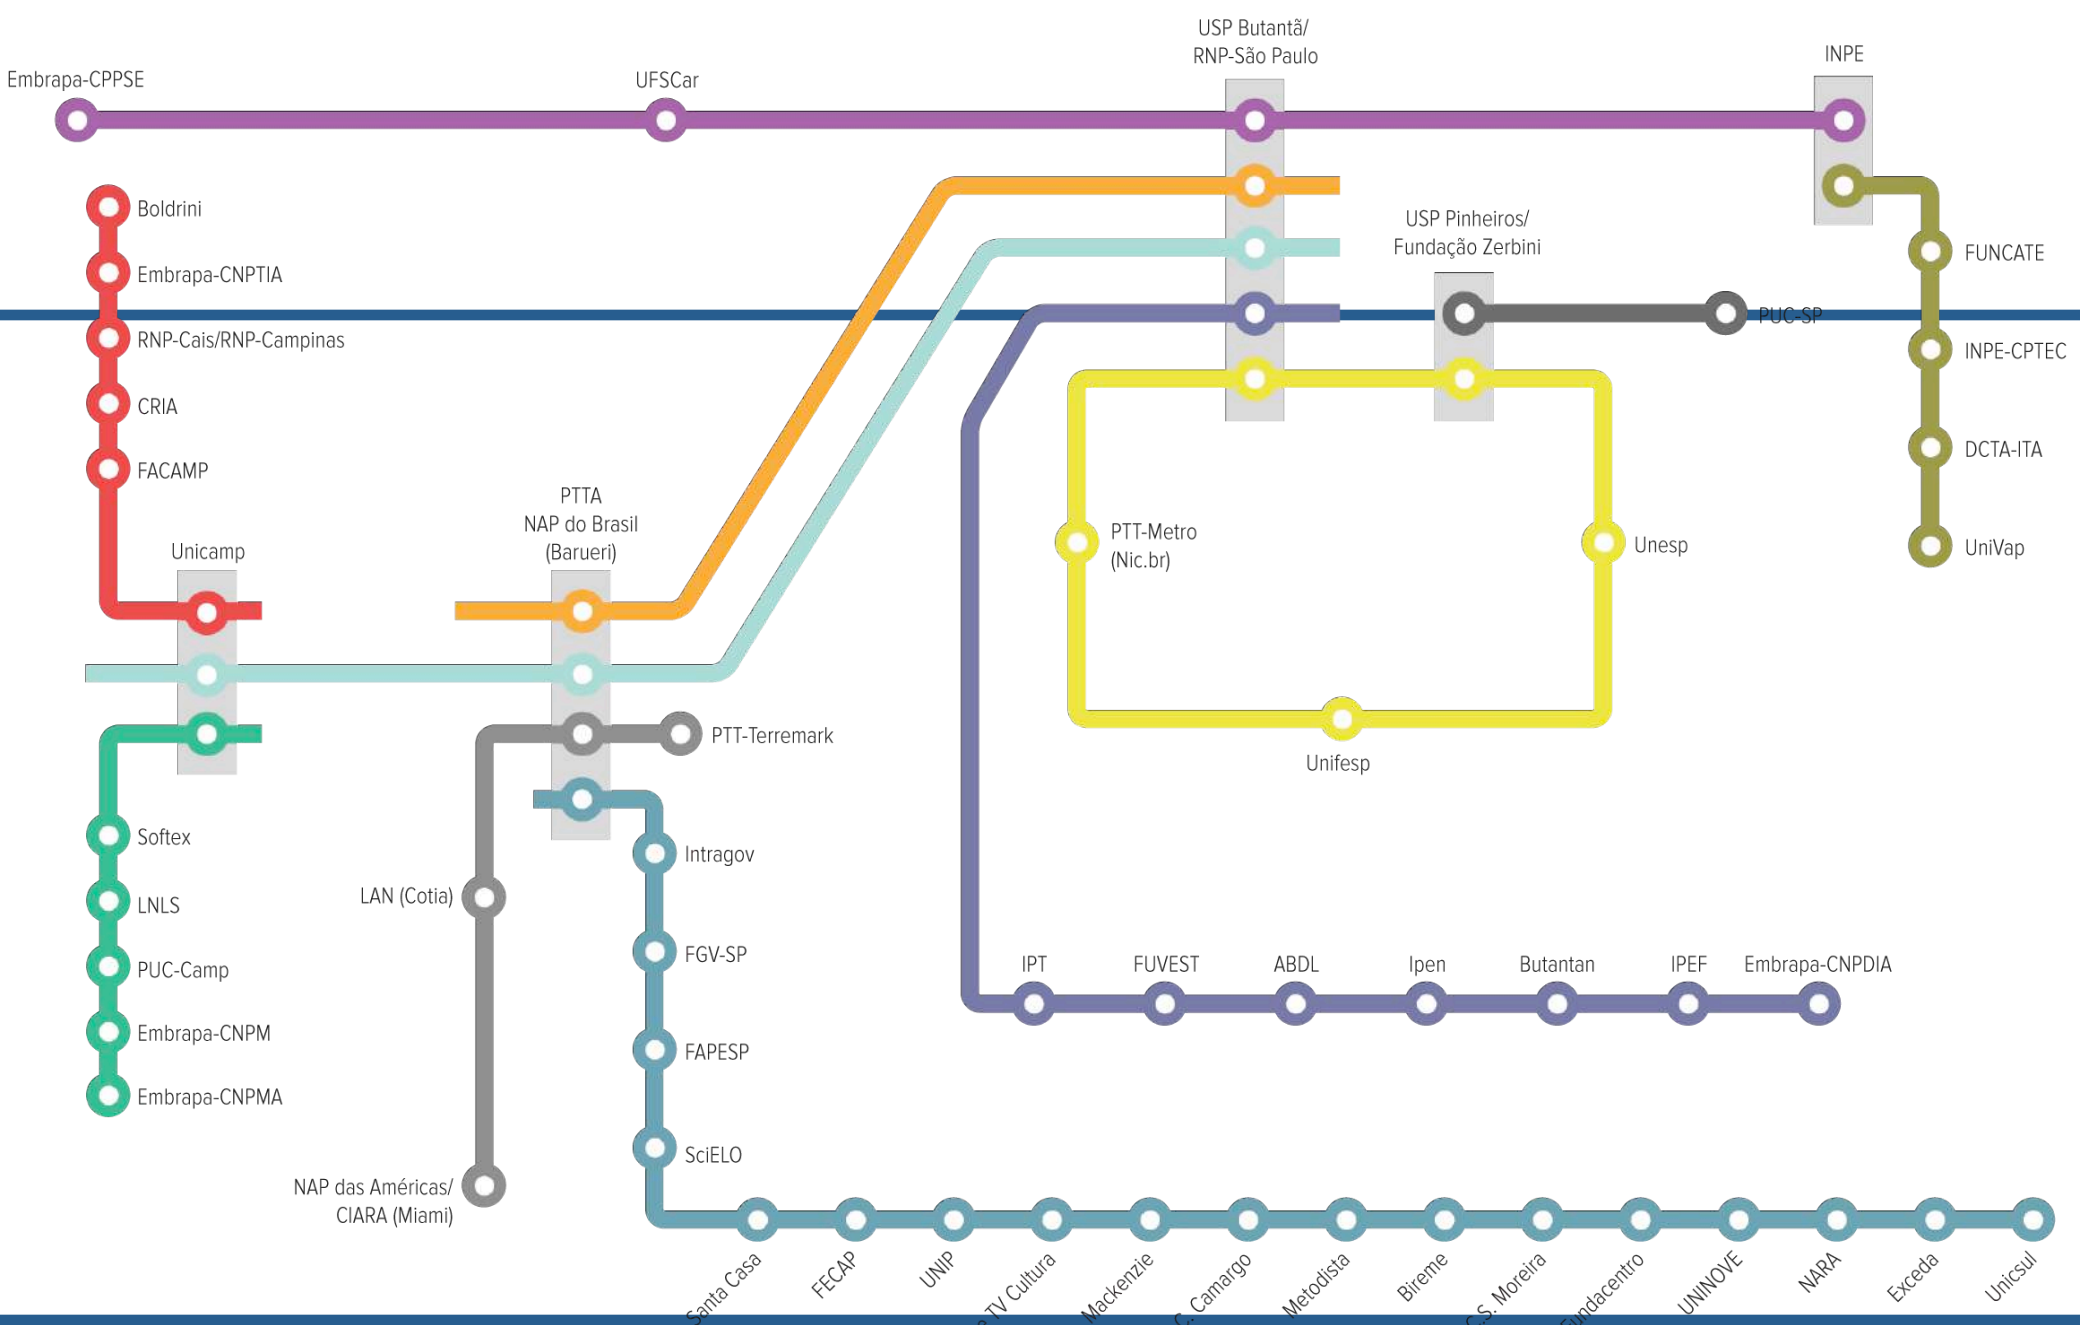 USP Butantã/
RNP-São Paulo
INPE
Embrapa-CPPSE
UFSCar
Boldrini
USP Pinheiros/
Fundação Zerbini
FUNCATE
Embrapa-CNPTIA
PUC-SP
RNP-Cais/RNP-Campinas
INPE-CPTEC
CRIA
DCTA-ITA
FACAMP
PTTA
NAP do Brasil
(Barueri)
Unicamp
PTT-Metro
(Nic.br)
Unesp
UniVap
PTT-Terremark
Unifesp
Softex
Intragov
LAN (Cotia)
LNLS
FGV-SP
PUC-Camp
IPT
FUVEST
ABDL
Ipen
Butantan
IPEF
Embrapa-CNPDIA
Embrapa-CNPM
FAPESP
Embrapa-CNPMA
SciELO
NAP das Américas/
CIARA (Miami)
Santa Casa
FECAP
UNIP
TV Cultura
Mackenzie
C. Camargo
Metodista
Bireme
S. Moreira
Fundacentro
UNINOVE
NARA
Exceda
Unicsul